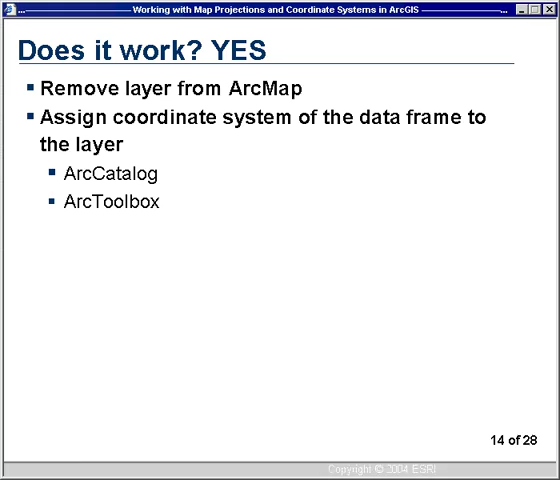 Working with Map Projections and Coordinate Systems in ArcGIS
Does it work? YES
Remove layer from ArcMap
Assign coordinate system of the data frame to
the layer
ArcCatalog
ArcToolbox
14 of 28
Copyright © 2004 ESRI